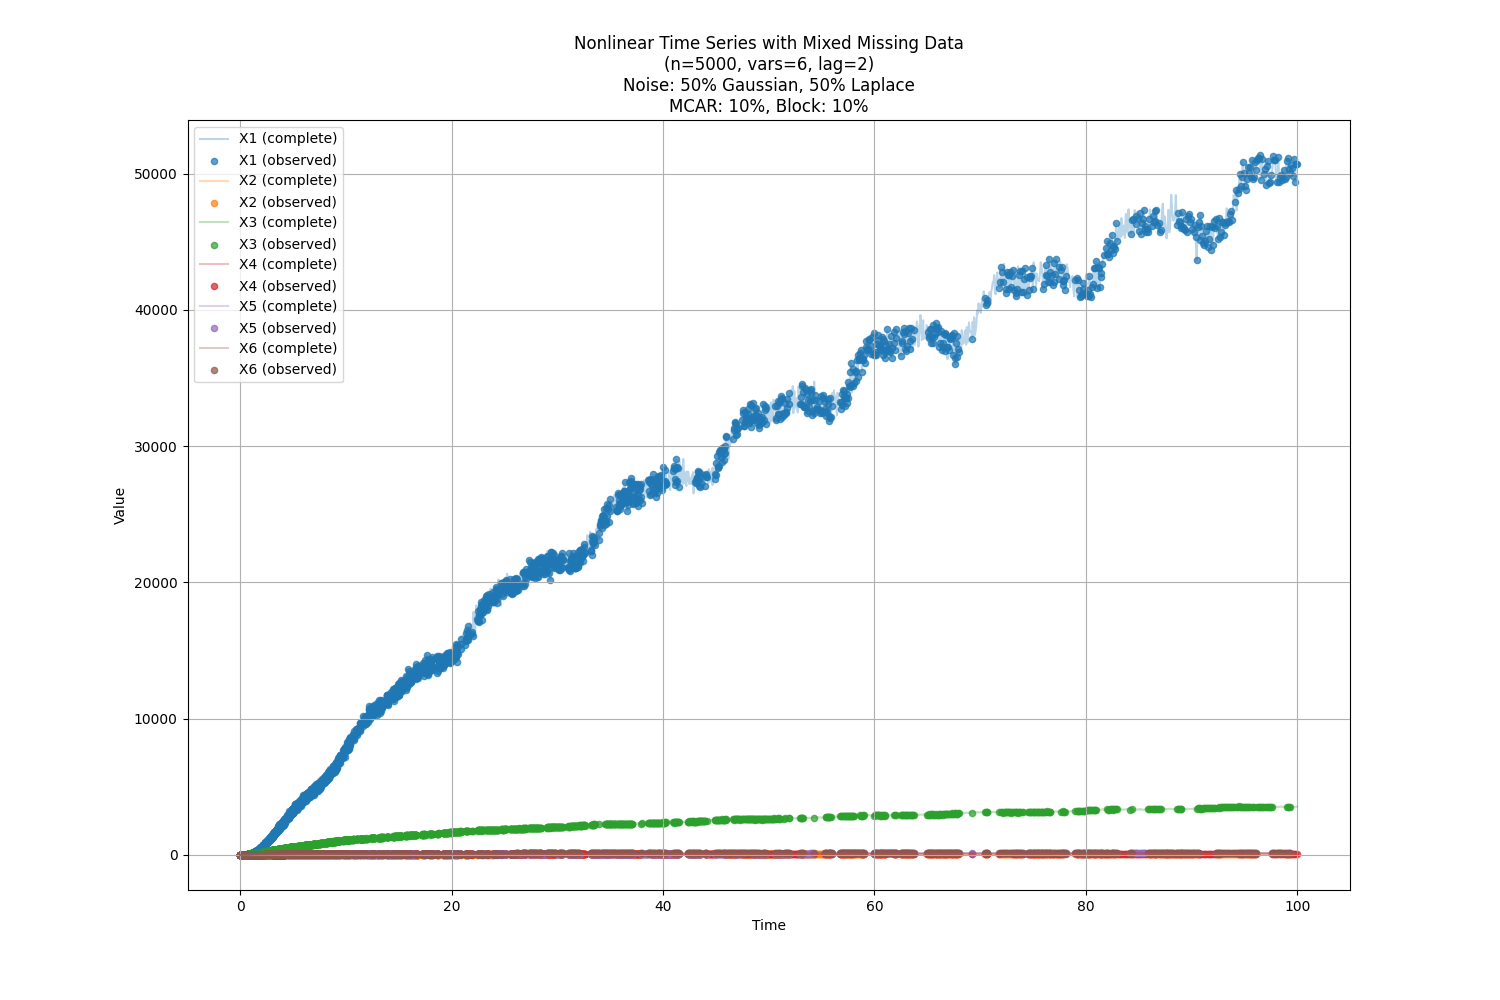 Nonlinear Time Series with Mixed Missing Data
(n=5000, vars=6, lag=2)
Noise: 50% Gaussian, 50% Laplace
MCAR: 10%, Block: 10%
X1 (complete)
X1 (observed)
X2 (complete)
X2 (observed)
X3 (complete)
X3 (observed)
X4 (complete)
X4 (observed)
X5 (complete)
X5 (observed)
X6 (complete)
X6 (observed)
Value
50000
40000
30000
20000
10000
0
0 20 40 60 80 100
Time